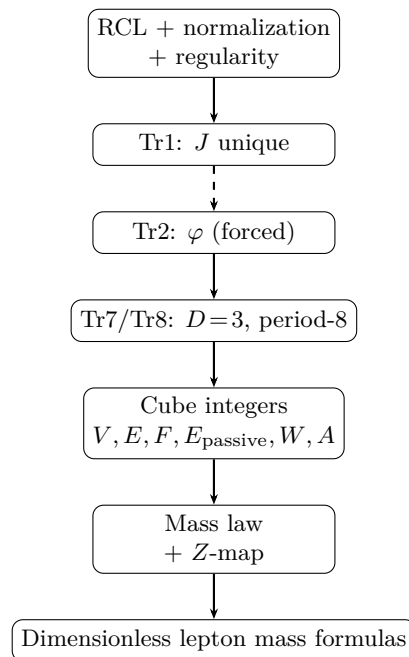 RCL + normalization
+ regularity
Tr1: J unique
Tr2: φ (forced)
Tr7/Tr8: D=3, period-8
Cube integers
V, E, F, E_passive, W, A
Mass law
+ Z-map
Dimensionless lepton mass formulas